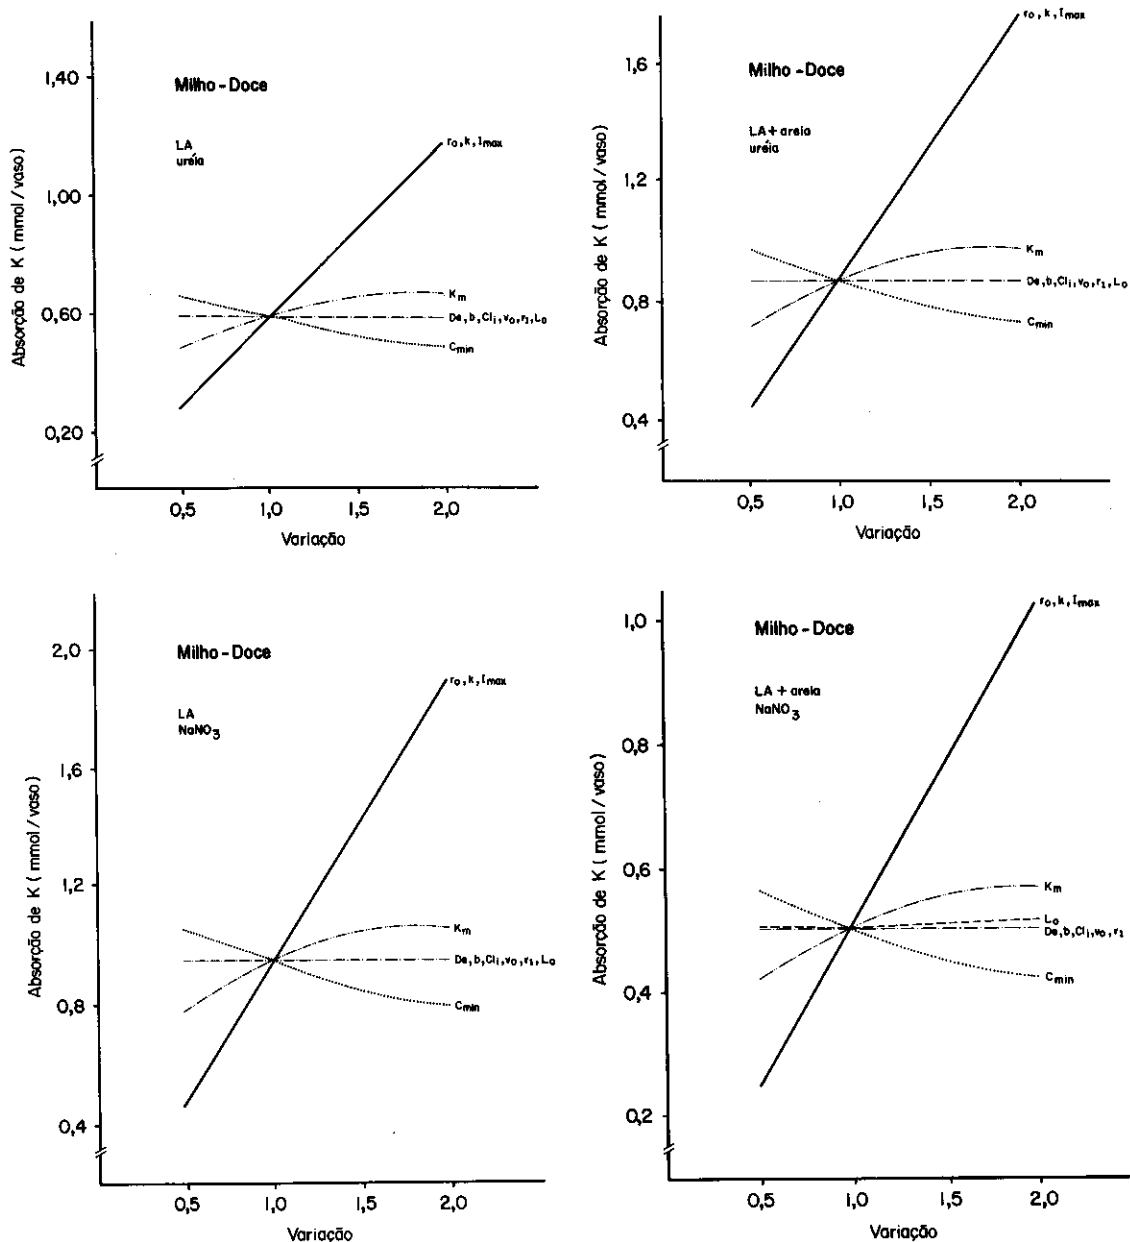 Absorção de K (mmol/vaso)
1,40
1,00
0,60
0,20
Milho-Doce
LA
uréia
r₀, k, Imax
Km
De, b, Cli, v₀, r₁, L₀
Cmin
0,5 1,0 1,5 2,0
Variação
Absorção de K (mmol/vaso)
1,6
1,2
0,8
0,4
Milho-Doce
LA + areia
uréia
r₀, k, Imax
Km
De, b, Cli, v₀, r₁, L₀
Cmin
0,5 1,0 1,5 2,0
Variação
Absorção de K (mmol/vaso)
2,0
1,6
1,2
0,8
0,4
Milho-Doce
LA
NaNO₃
r₀, k, Imax
Km
De, b, Cli, v₀, r₁, L₀
Cmin
0,5 1,0 1,5 2,0
Variação
Absorção de K (mmol/vaso)
1,0
0,8
0,6
0,4
0,2
Milho-Doce
LA + areia
NaNO₃
r₀, k, Imax
Km
L₀
De, b, Cli, v₀, r₁
Cmin
0,5 1,0 1,5 2,0
Variação